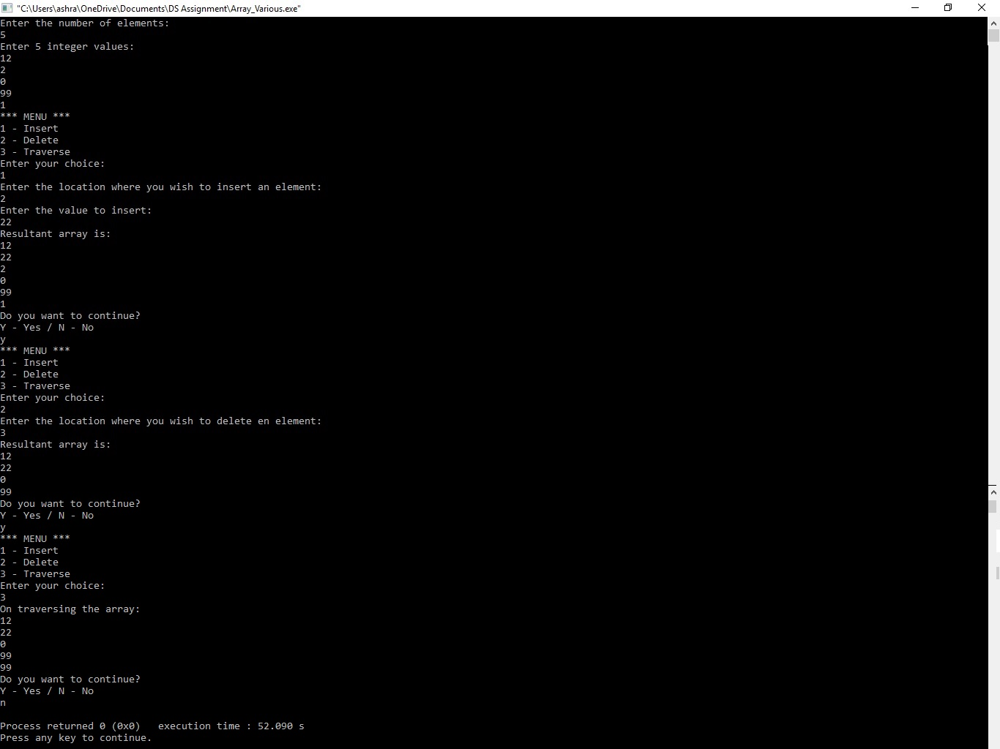 "C:\Users\ashra\OneDrive\Documents\DS Assignment\Array_Various.exe"
Enter the number of elements:
5
Enter 5 integer values:
12
2
0
99
1
*** MENU ***
1 - Insert
2 - Delete
3 - Traverse
Enter your choice:
1
Enter the location where you wish to insert an element:
2
Enter the value to insert:
22
Resultant array is:
12
22
2
0
99
1
Do you want to continue?
Y - Yes / N - No
y
*** MENU ***
1 - Insert
2 - Delete
3 - Traverse
Enter your choice:
2
Enter the location where you wish to delete en element:
3
Resultant array is:
12
22
0
99
Do you want to continue?
Y - Yes / N - No
y
*** MENU ***
1 - Insert
2 - Delete
3 - Traverse
Enter your choice:
3
On traversing the array:
12
22
0
99
99
Do you want to continue?
Y - Yes / N - No
n
Process returned 0 (0x0)   execution time : 52.090 s
Press any key to continue.